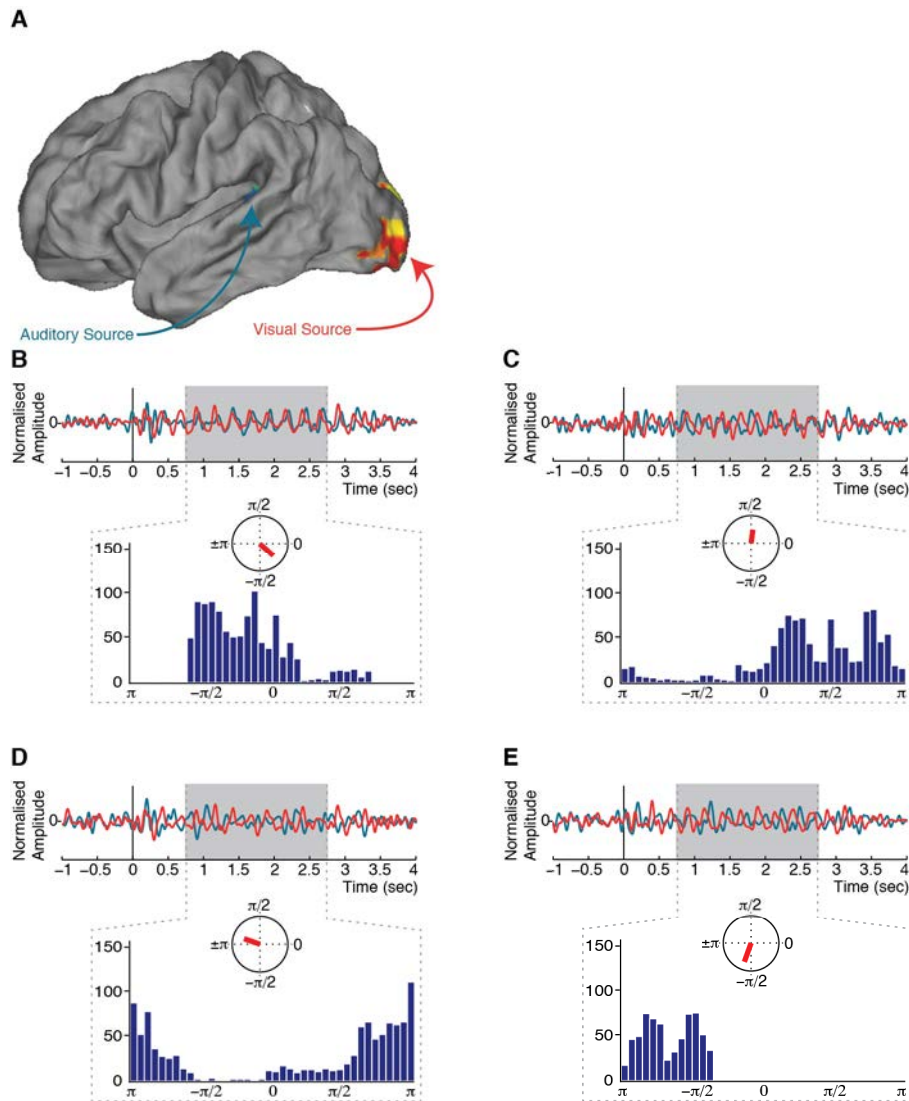 A
Auditory Source
Visual Source
B
Normalised
Amplitude
0
-1 -0.5 0 0.5 1 1.5 2 2.5 3 3.5 4
Time (sec)
π/2
±π 0
-π/2
150
100
50
0
π -π/2 0 π/2 π
C
Normalised
Amplitude
0
-1 -0.5 0 0.5 1 1.5 2 2.5 3 3.5 4
Time (sec)
π/2
±π 0
-π/2
150
100
50
0
π -π/2 0 π/2 π
D
Normalised
Amplitude
0
-1 -0.5 0 0.5 1 1.5 2 2.5 3 3.5 4
Time (sec)
π/2
±π 0
-π/2
150
100
50
0
π -π/2 0 π/2 π
E
Normalised
Amplitude
0
-1 -0.5 0 0.5 1 1.5 2 2.5 3 3.5 4
Time (sec)
π/2
±π 0
-π/2
150
100
50
0
π -π/2 0 π/2 π